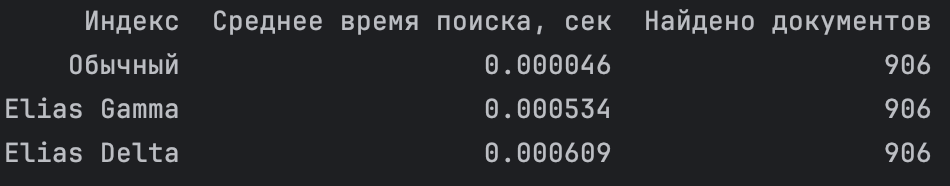 Индекс Среднее время поиска, сек Найдено документов
Обычный 0.000046 906
Elias Gamma 0.000534 906
Elias Delta 0.000609 906